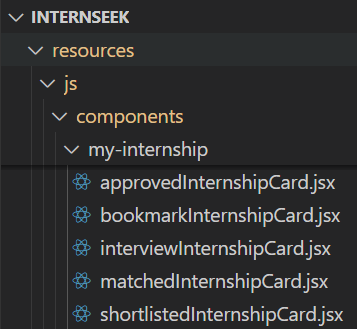 INTERNSEEK
resources
js
components
my-internship
approvedInternshipCard.jsx
bookmarkInternshipCard.jsx
interviewInternshipCard.jsx
matchedInternshipCard.jsx
shortlistedInternshipCard.jsx